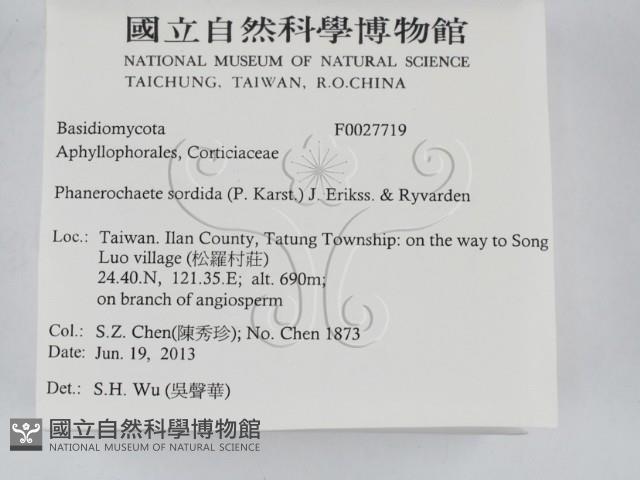 國立自然科學博物館
NATIONAL MUSEUM OF NATURAL SCIENCE
TAICHUNG, TAIWAN, R.O.CHINA
Basidiomycota F0027719
Aphyllophorales, Corticiaceae
Phanerochaete sordida (P. Karst.) J. Erikss. & Ryvarden
Loc.: Taiwan. Ilan County, Tatung Township: on the way to Song
Luo village (松羅村莊)
24.40.N, 121.35.E; alt. 690m;
on branch of angiosperm
Col.: S.Z. Chen(陳秀珍); No. Chen 1873
Date: Jun. 19, 2013
Det.: S.H. Wu (吳聲華)
國立自然科學博物館
NATIONAL MUSEUM OF NATURAL SCIENCE